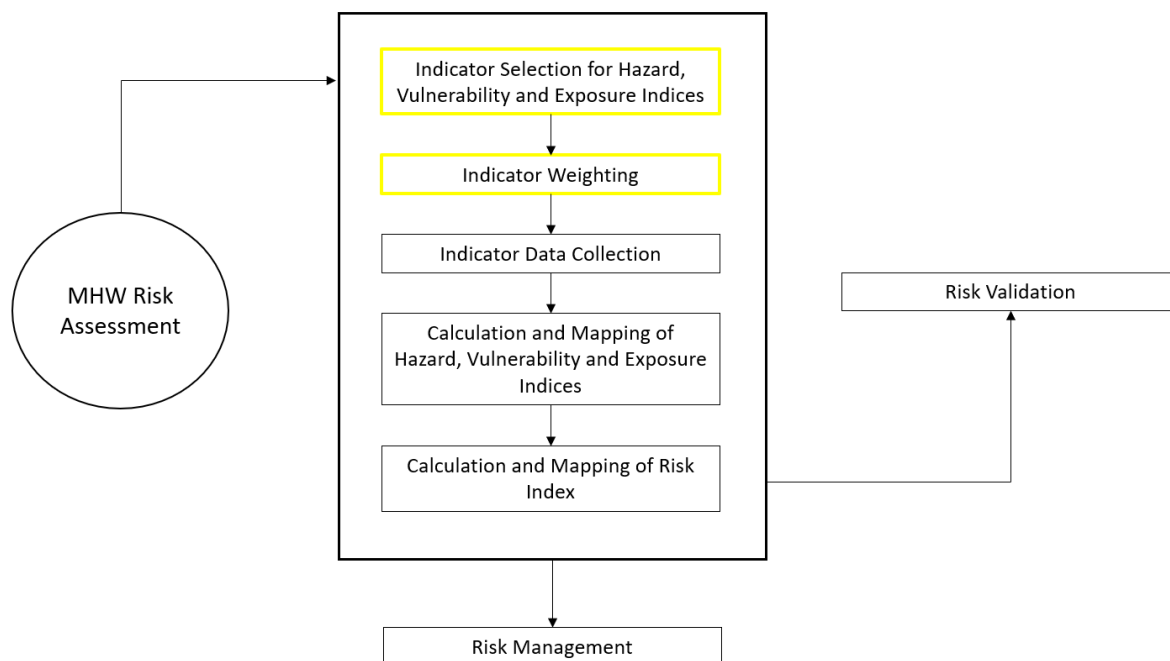 MHW Risk
Assessment
Indicator Selection for Hazard,
Vulnerability and Exposure Indices
Indicator Weighting
Indicator Data Collection
Calculation and Mapping of
Hazard, Vulnerability and Exposure
Indices
Calculation and Mapping of Risk
Index
Risk Validation
Risk Management